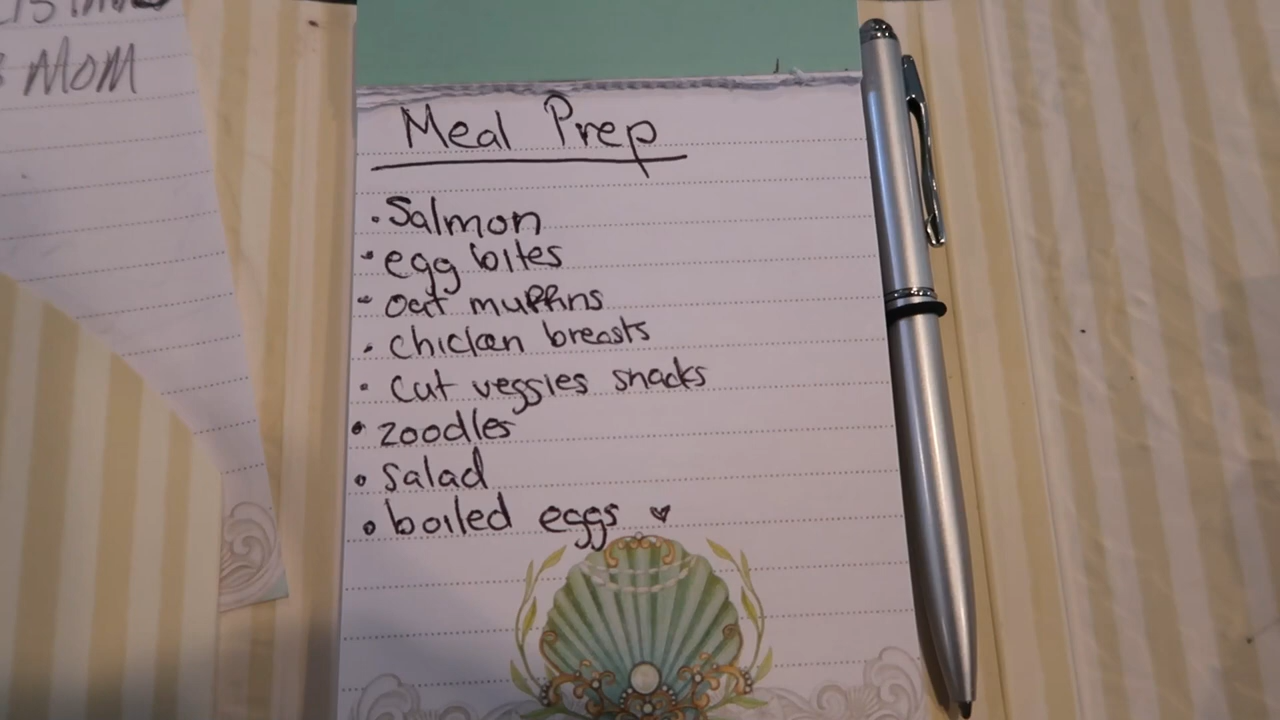 MOM
Meal Prep
· Salmon
· egg bites
- oat muffins
· chicken breasts
· cut veggies snacks
· zoodles
· salad
· boiled eggs ♥